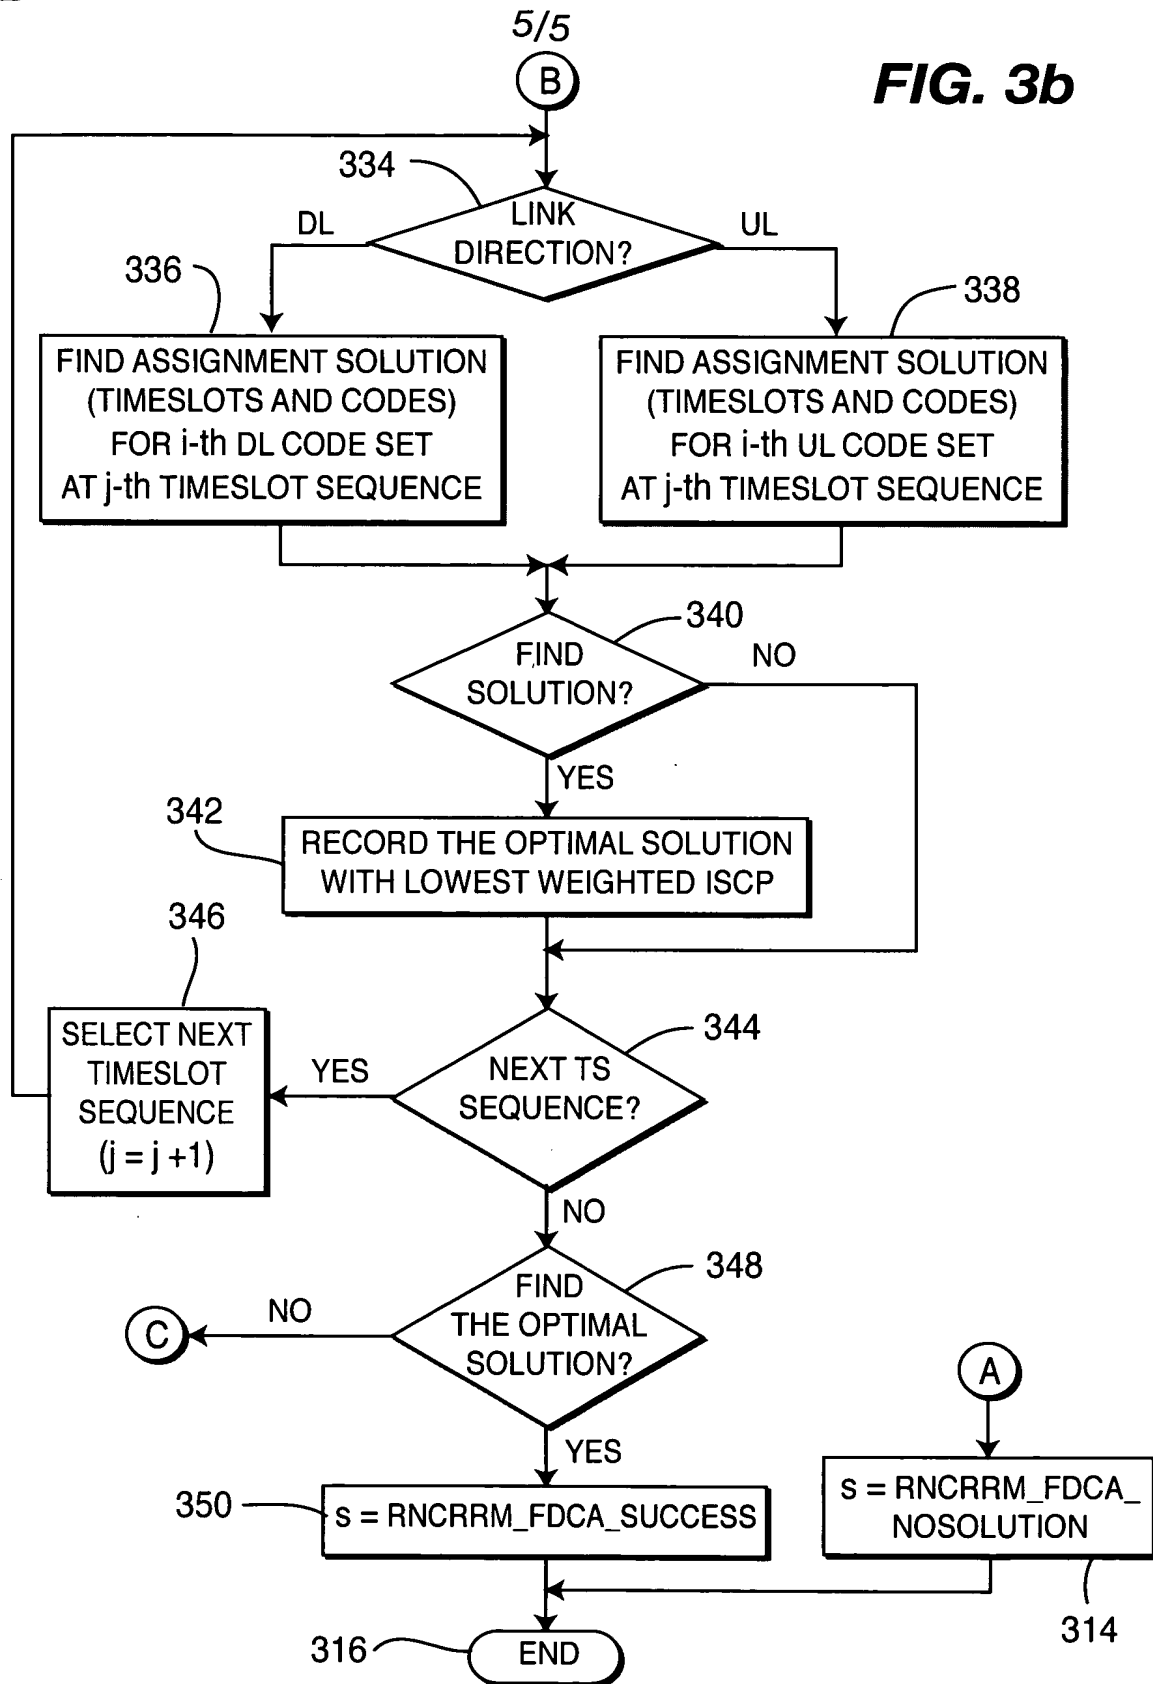 5/5
B
FIG. 3b
334
LINK
DIRECTION?
DL
UL
336
338
FIND ASSIGNMENT SOLUTION
(TIMESLOTS AND CODES)
FOR i-th DL CODE SET
AT j-th TIMESLOT SEQUENCE
FIND ASSIGNMENT SOLUTION
(TIMESLOTS AND CODES)
FOR i-th UL CODE SET
AT j-th TIMESLOT SEQUENCE
340
FIND
SOLUTION?
NO
YES
342
RECORD THE OPTIMAL SOLUTION
WITH LOWEST WEIGHTED ISCP
346
SELECT NEXT
TIMESLOT
SEQUENCE
(j = j +1)
YES
344
NEXT TS
SEQUENCE?
NO
348
FIND
THE OPTIMAL
SOLUTION?
NO
C
A
YES
350
s = RNCRRM_FDCA_SUCCESS
s = RNCRRM_FDCA_
NOSOLUTION
314
316
END